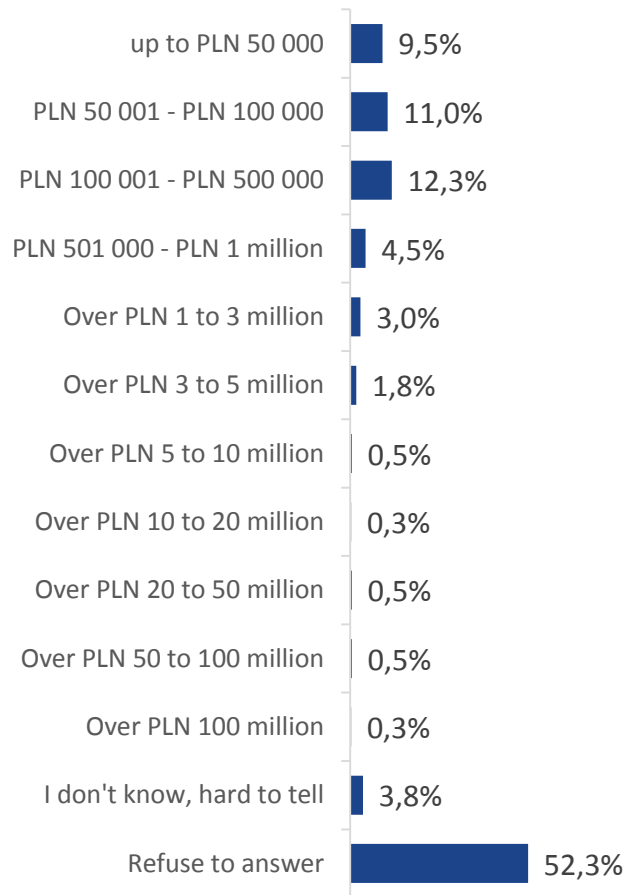 up to PLN 50 000 9,5%
PLN 50 001 - PLN 100 000 11,0%
PLN 100 001 - PLN 500 000 12,3%
PLN 501 000 - PLN 1 million 4,5%
Over PLN 1 to 3 million 3,0%
Over PLN 3 to 5 million 1,8%
Over PLN 5 to 10 million 0,5%
Over PLN 10 to 20 million 0,3%
Over PLN 20 to 50 million 0,5%
Over PLN 50 to 100 million 0,5%
Over PLN 100 million 0,3%
I don't know, hard to tell 3,8%
Refuse to answer 52,3%